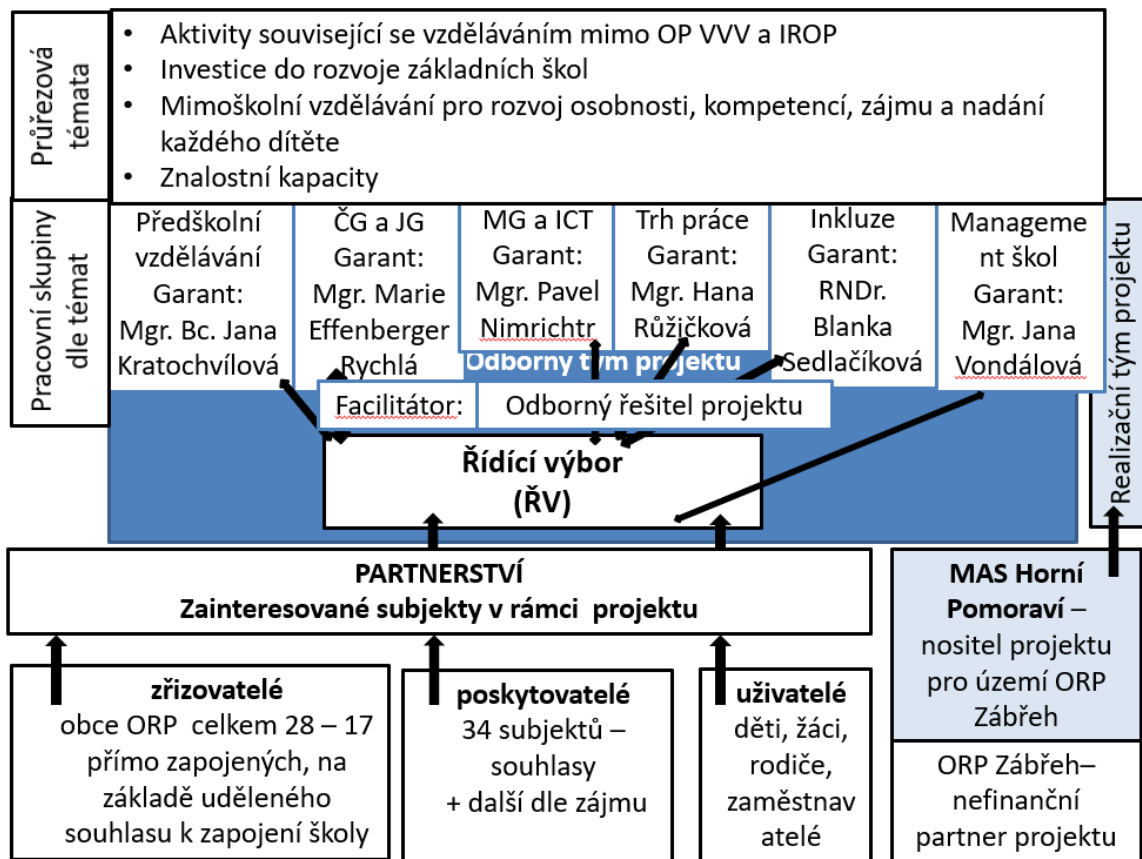 Průřezová
témata
• Aktivity související se vzděláváním mimo OP VVV a IROP
• Investice do rozvoje základních škol
• Mimoškolní vzdělávání pro rozvoj osobnosti, kompetencí, zájmu a nadání
každého dítěte
• Znalostní kapacity
Pracovní skupiny
dle témat
Předškolní
vzdělávání
Garant:
Mgr. Bc. Jana
Kratochvílová
ČG a JG
Garant:
Mgr. Marie
Effenberger
Rychlá
MG a ICT
Garant:
Mgr. Pavel
Nimrichtr
Trh práce
Garant:
Mgr. Hana
Růžičková
Inkluze
Garant:
RNDr.
Blanka
Sedlačíková
Manageme
nt škol
Garant:
Mgr. Jana
Vondálová
Realizační tým projektu
Odborny tým projektu
Facilitátor:
Odborný řešitel projektu
Řídící výbor
(ŘV)
PARTNERSTVÍ
Zainteresované subjekty v rámci projektu
zřizovatelé
obce ORP celkem 28 – 17
přímo zapojených, na
základě uděleného
souhlasu k zapojení školy
poskytovatelé
34 subjektů –
souhlasy
+ další dle zájmu
uživatelé
děti, žáci,
rodiče,
zaměstnav
atelé
MAS Horní
Pomoraví –
nositel projektu
pro území ORP
Zábřeh
ORP Zábřeh–
nefinanční
partner projektu